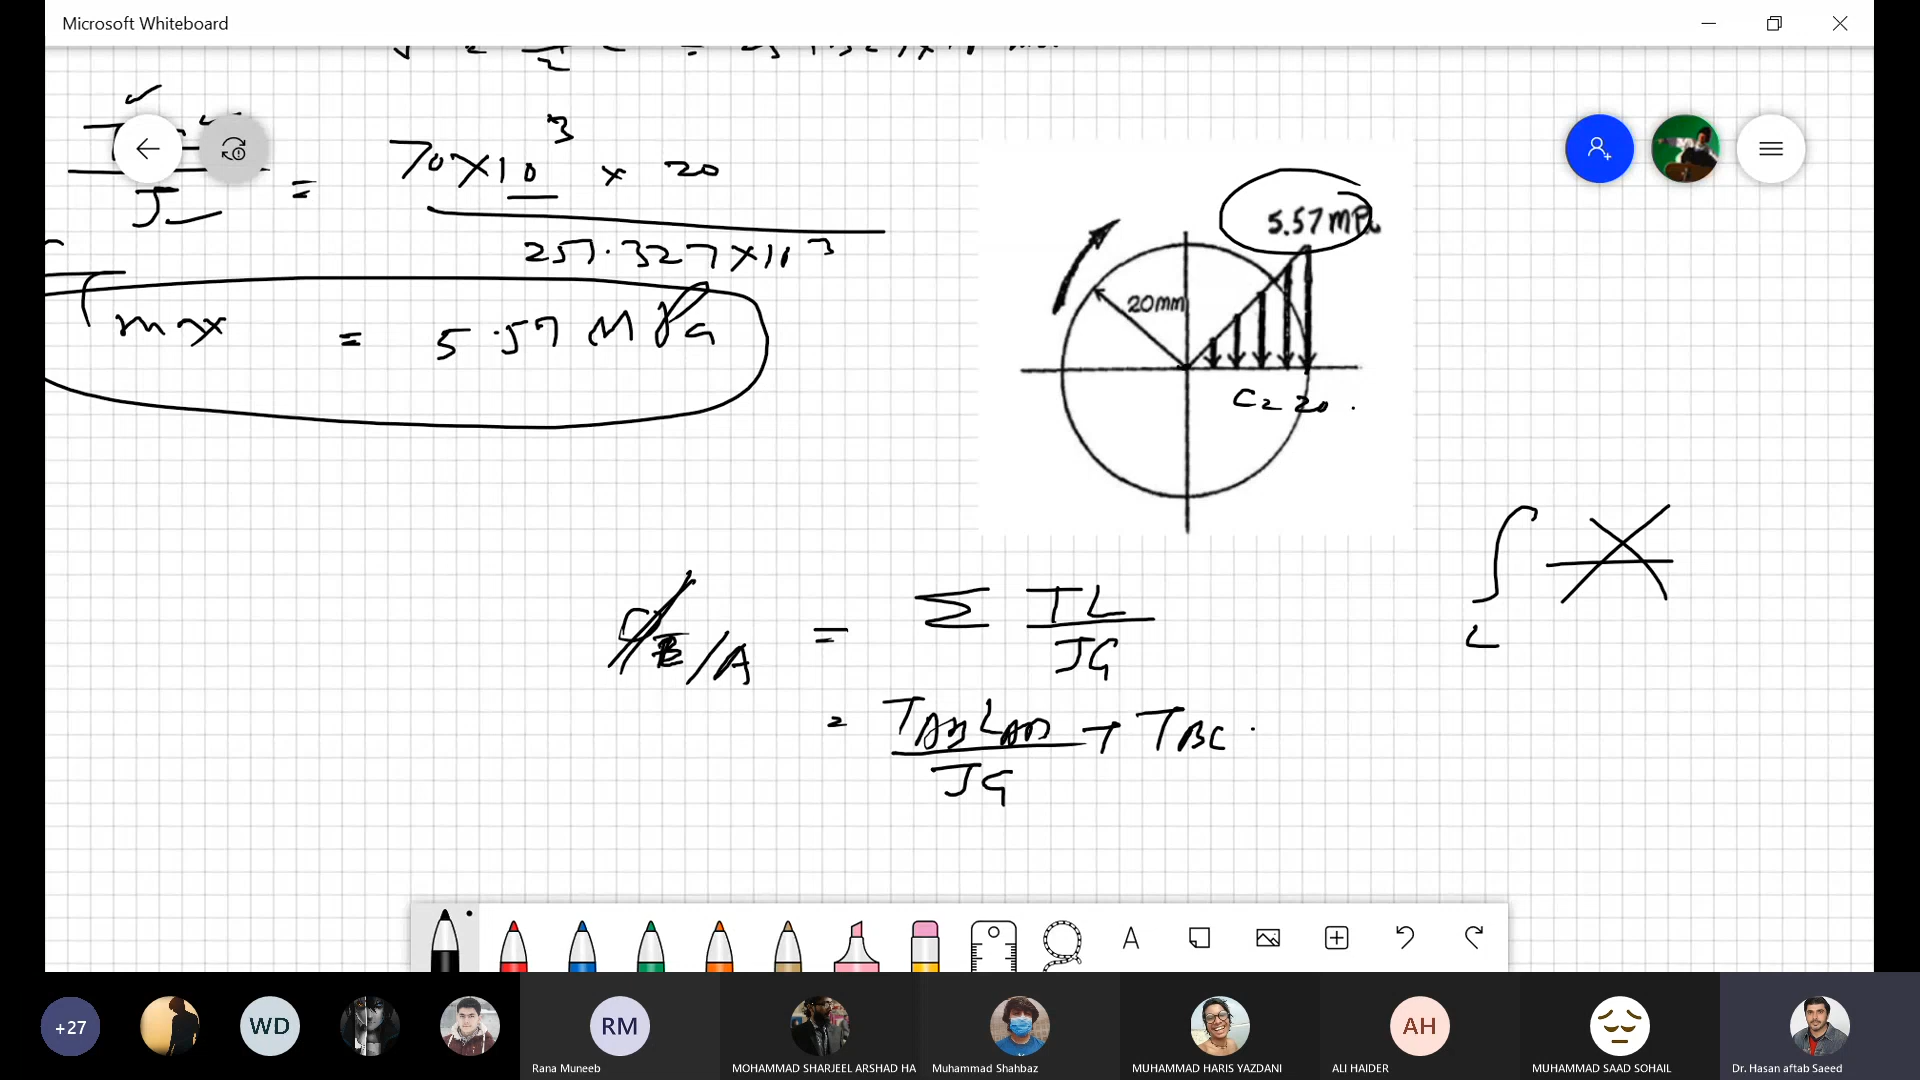 Microsoft Whiteboard
J = 70×10³ × 20
251.327×10³
τmax = 5.57 MPa
5.57 MPa
20mm
C = 20
ϕE/A = Σ TL
JG
L
= TAB LAB + TBC
JG
A
+27
WD
RM
AH
Rana Muneeb
MOHAMMAD SHARJEEL ARSHAD HA
Muhammad Shahbaz
MUHAMMAD HARIS YAZDANI
ALI HAIDER
MUHAMMAD SAAD SOHAIL
Dr. Hasan aftab Saeed